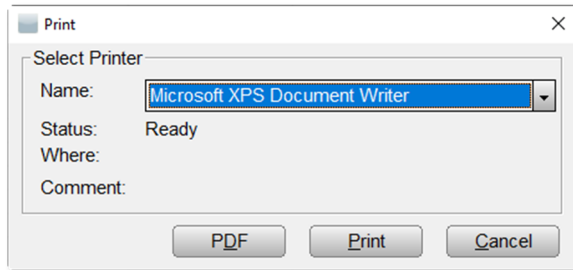 Print
Select Printer
Name: Microsoft XPS Document Writer
Status: Ready
Where:
Comment:
PDF Print Cancel